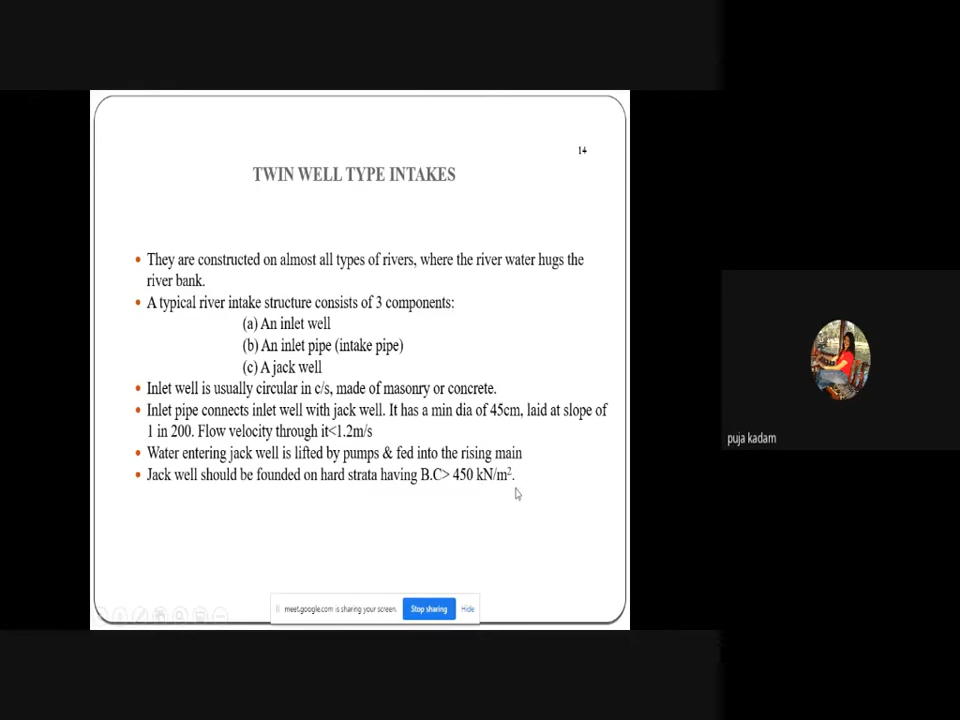 14
TWIN WELL TYPE INTAKES
• They are constructed on almost all types of rivers, where the river water hugs the
river bank.
• A typical river intake structure consists of 3 components:
(a) An inlet well
(b) An inlet pipe (intake pipe)
(c) A jack well
• Inlet well is usually circular in c/s, made of masonry or concrete.
• Inlet pipe connects inlet well with jack well. It has a min dia of 45cm, laid at slope of
1 in 200. Flow velocity through it<1.2m/s
• Water entering jack well is lifted by pumps & fed into the rising main
• Jack well should be founded on hard strata having B.C> 450 kN/m².
meet.google.com is sharing your screen. Stop sharing Hide
puja kadam